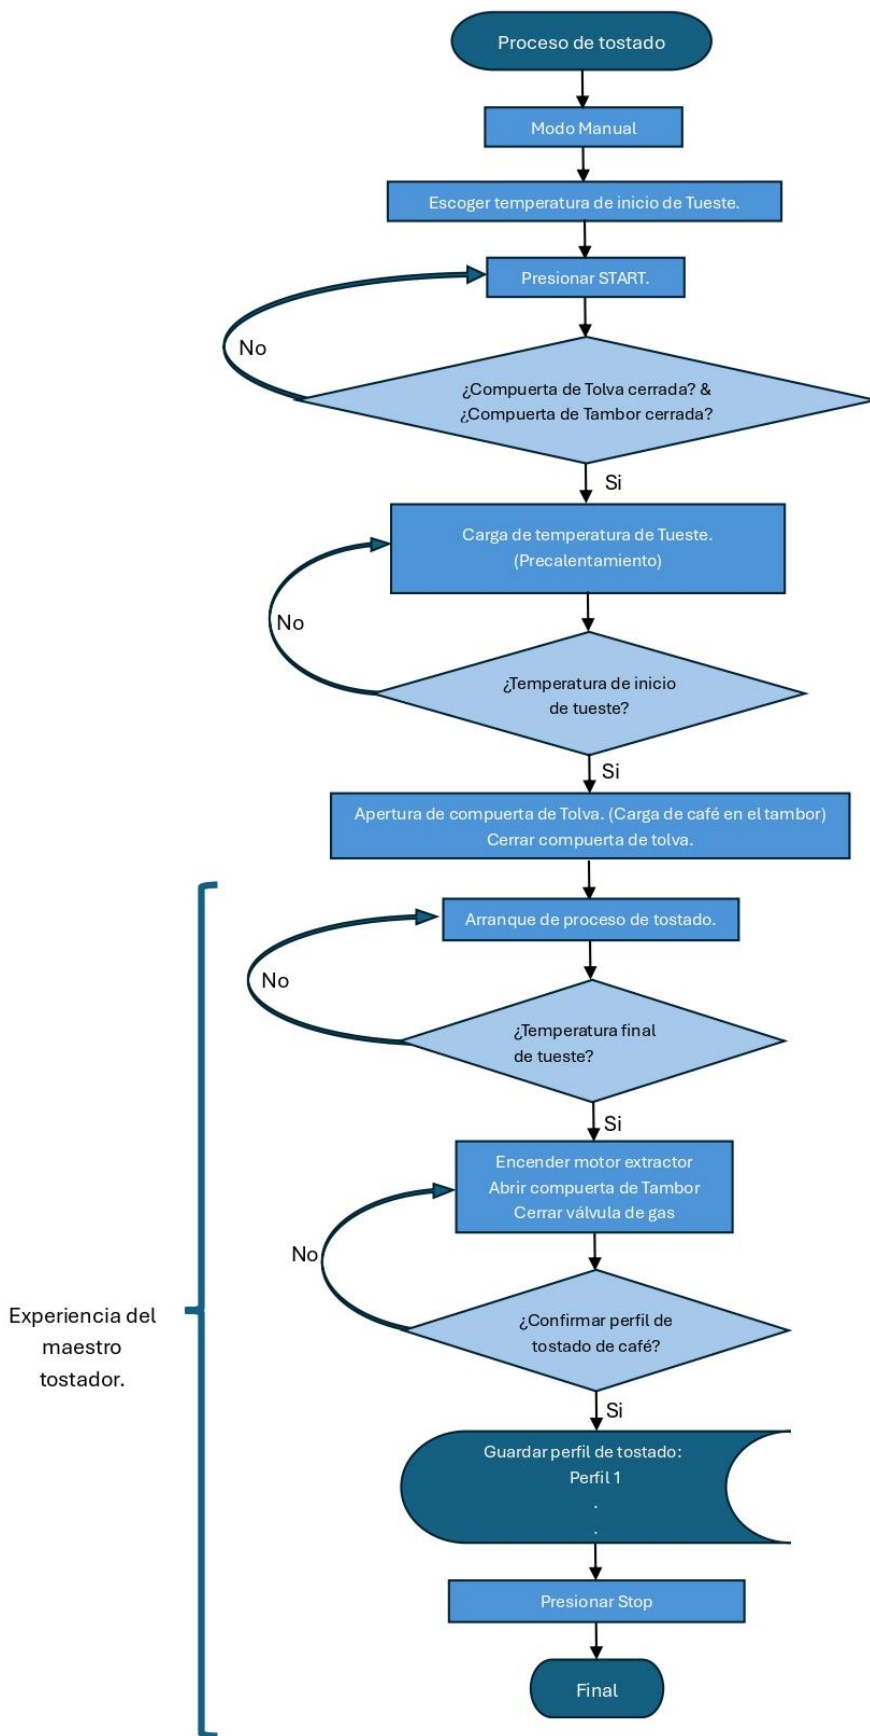 Proceso de tostado
Modo Manual
Escoger temperatura de inicio de Tueste.
Presionar START.
No
¿Compuerta de Tolva cerrada? &
¿Compuerta de Tambor cerrada?
Si
Carga de temperatura de Tueste.
(Precalentamiento)
No
¿Temperatura de inicio
de tueste?
Si
Apertura de compuerta de Tolva. (Carga de café en el tambor)
Cerrar compuerta de tolva.
Arranque de proceso de tostado.
No
¿Temperatura final
de tueste?
Si
Encender motor extractor
Abrir compuerta de Tambor
Cerrar válvula de gas
No
¿Confirmar perfil de
tostado de café?
Experiencia del
maestro
tostador.
Si
Guardar perfil de tostado:
Perfil 1
.
.
Presionar Stop
Final